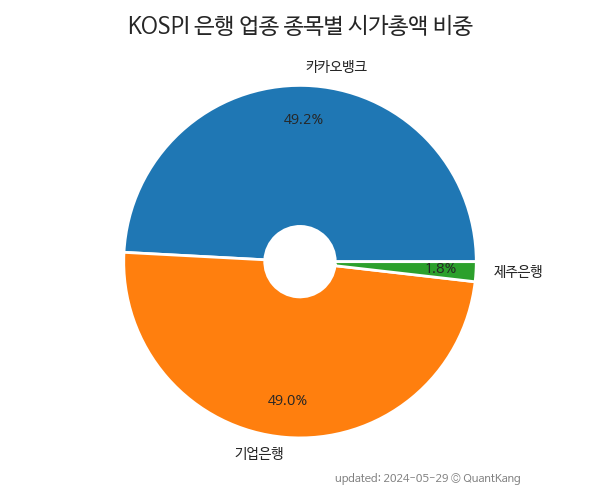 KOSPI 은행 업종 종목별 시가총액 비중
카카오뱅크
49.2%
1.8%
제주은행
49.0%
기업은행
updated: 2024-05-29 © QuantKang